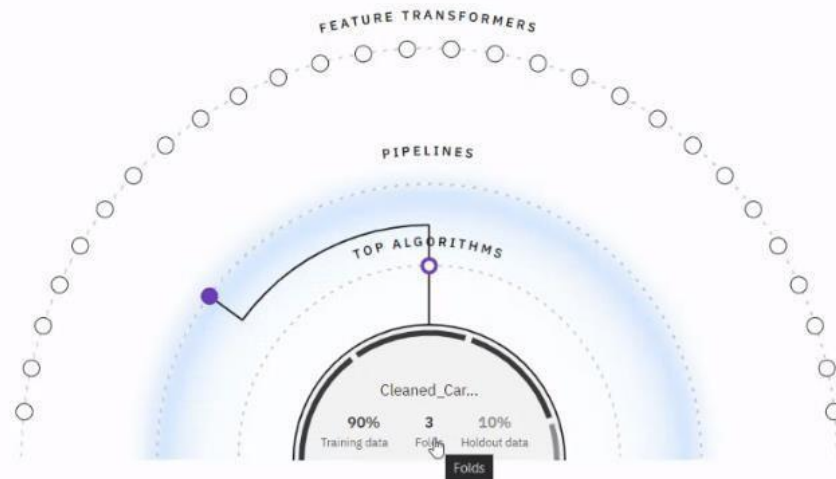 FEATURE TRANSFORMERS
PIPELINES
TOP ALGORITHMS
Cleaned_Car...
90% 3 10%
Training data Folds Holdout data
Folds